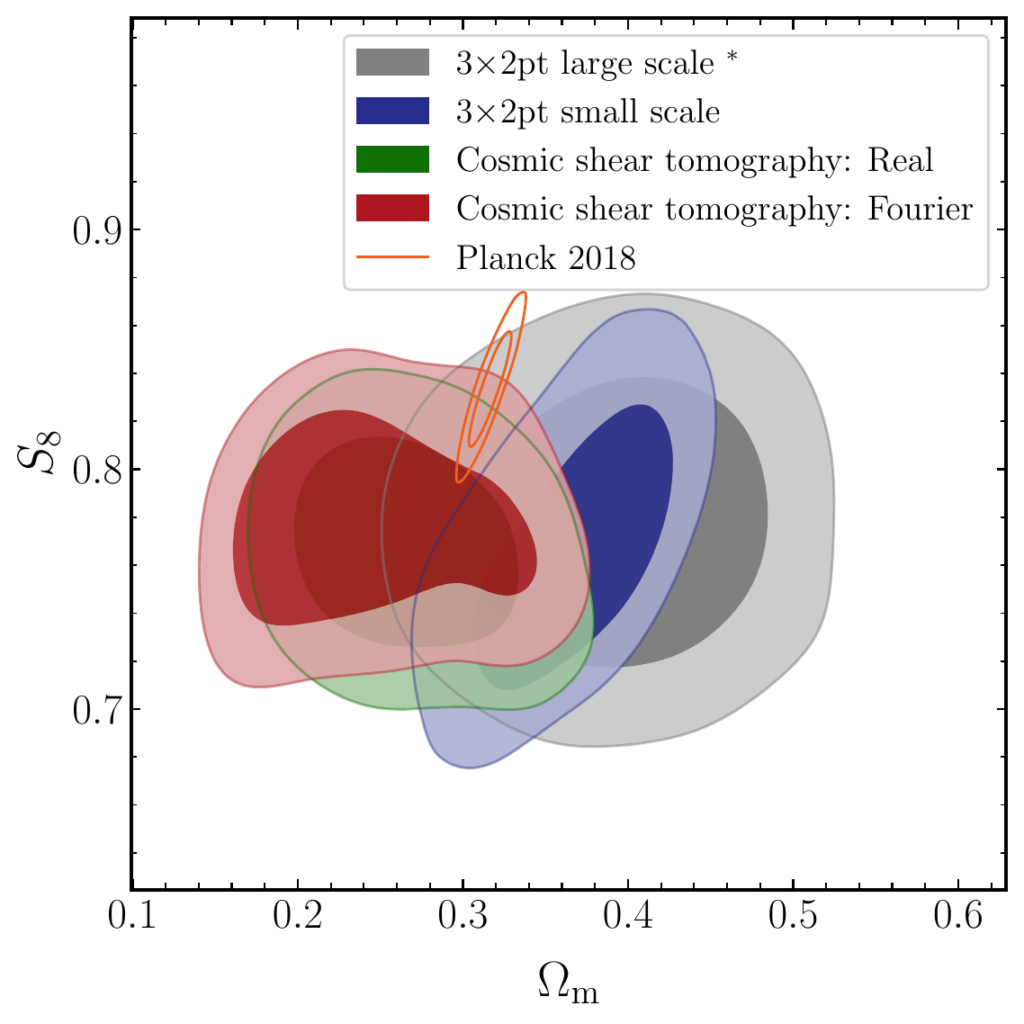 3×2pt large scale *
3×2pt small scale
Cosmic shear tomography: Real
Cosmic shear tomography: Fourier
Planck 2018
0.9
0.8
0.7
S₈
0.1 0.2 0.3 0.4 0.5 0.6
Ωₘ